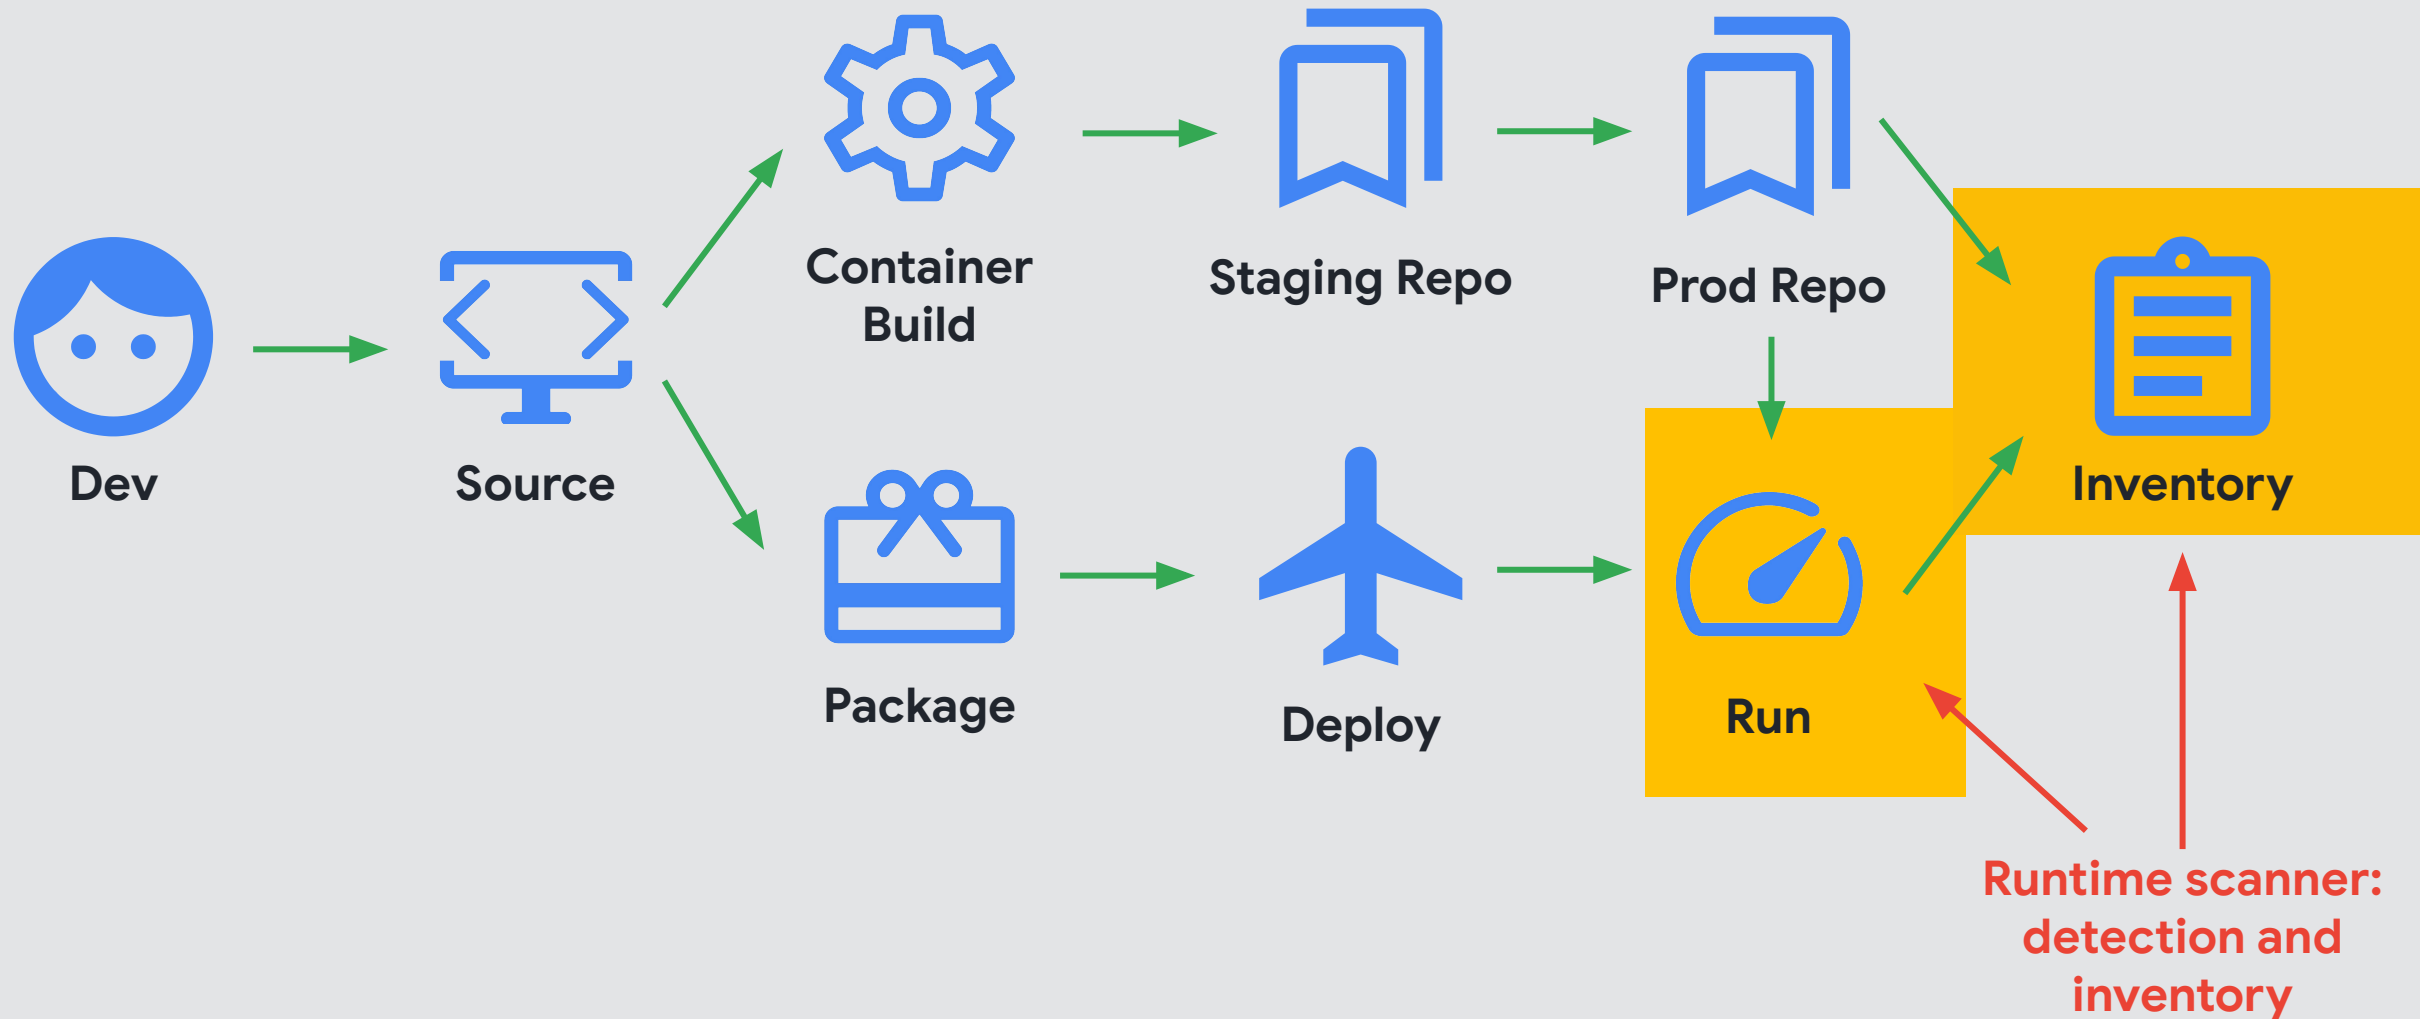 Container
Build
Staging Repo
Prod Repo
Dev
Source
Inventory
Package
Deploy
Run
Runtime scanner:
detection and
inventory